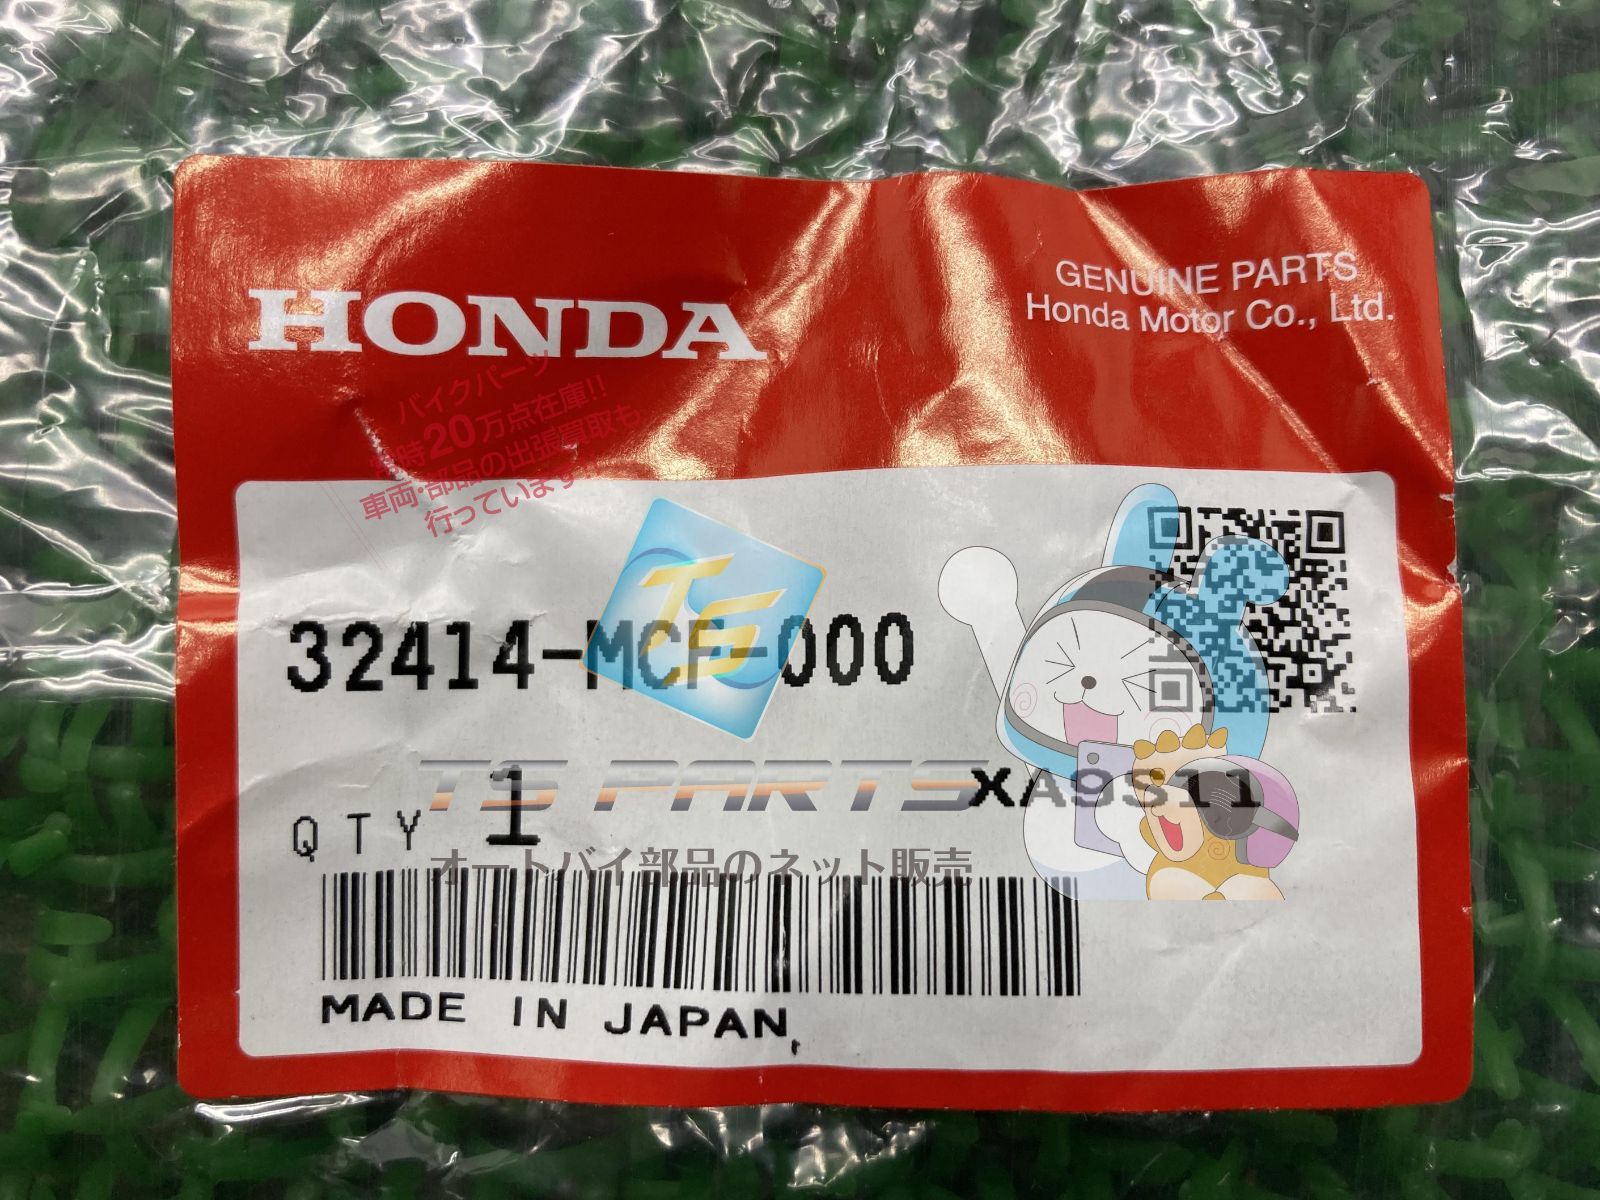 HONDA
GENUINE PARTS
Honda Motor Co., Ltd.
バイクパーツ
常時20万点在庫!!
車両・部品の出張買取も
行っています!!
32414-MCF-000
TS
TS PARTS
XA9S11
QTY 1
オートバイ部品のネット販売
MADE IN JAPAN,